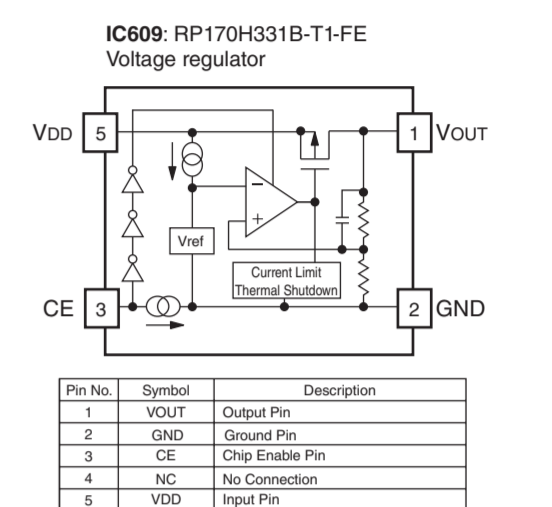 IC609: RP170H331B-T1-FE
Voltage regulator
VDD 5
1 VOUT
−
+
Vref
Current Limit
Thermal Shutdown
CE 3
2 GND
Pin No. Symbol Description
1 VOUT Output Pin
2 GND Ground Pin
3 CE Chip Enable Pin
4 NC No Connection
5 VDD Input Pin